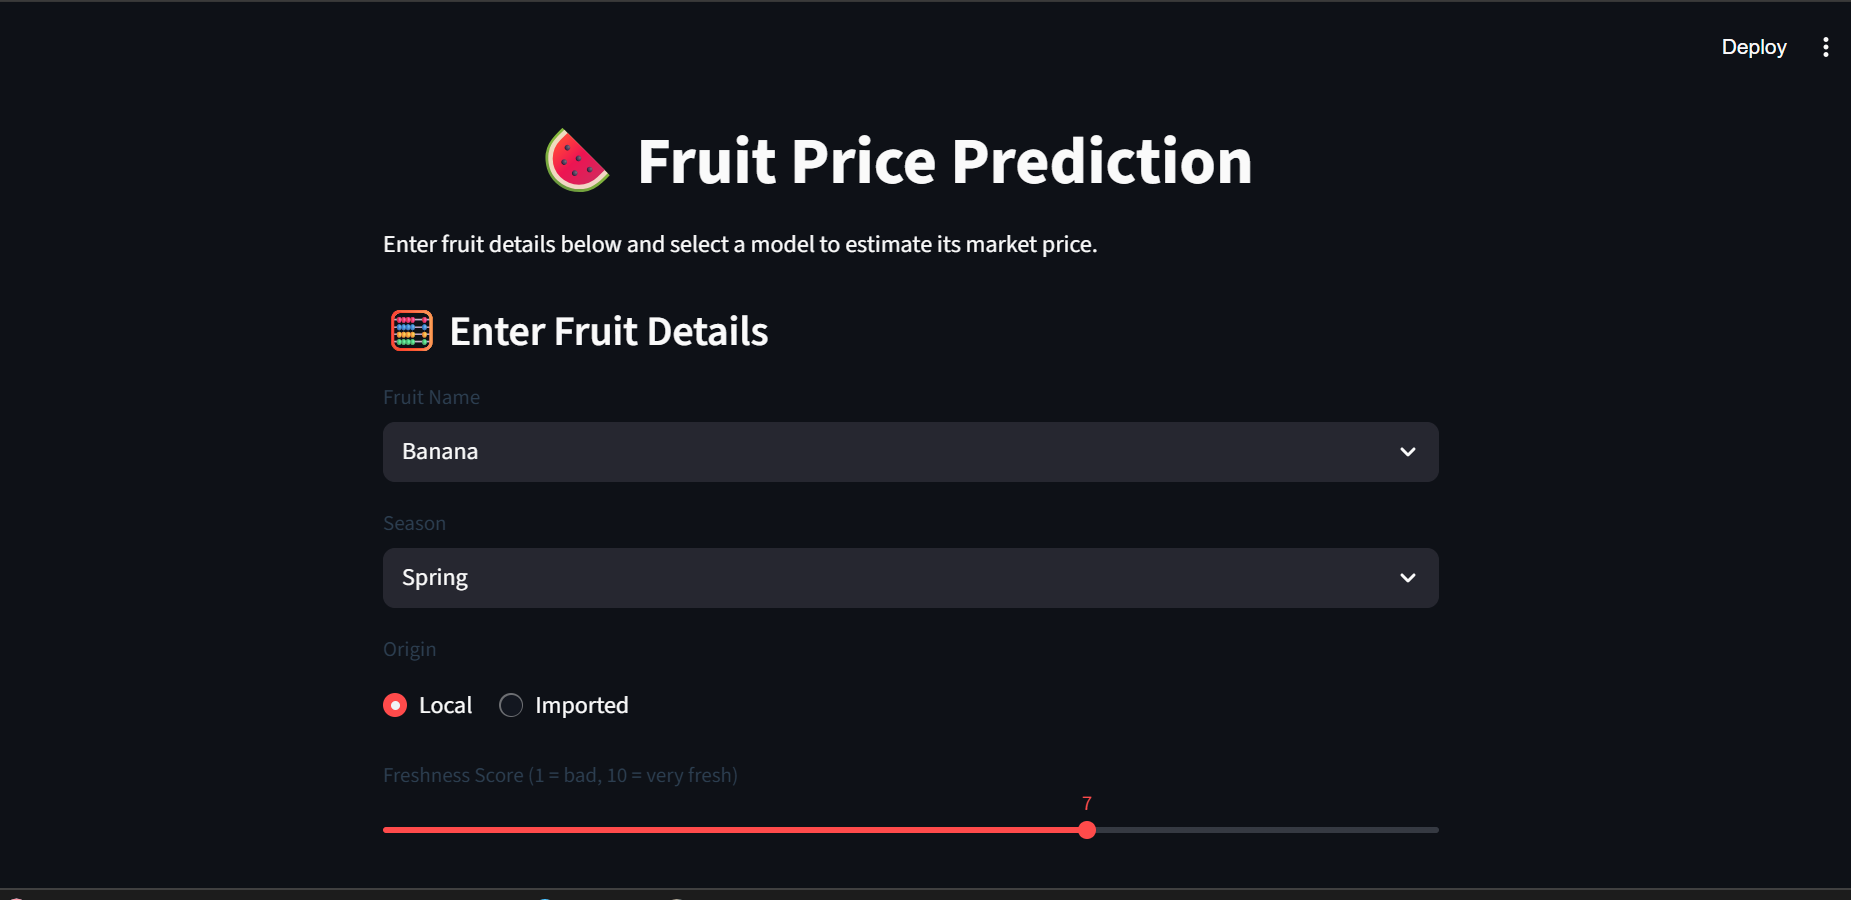 Deploy
Fruit Price Prediction
Enter fruit details below and select a model to estimate its market price.
Enter Fruit Details
Fruit Name
Banana
Season
Spring
Origin
Local Imported
Freshness Score (1 = bad, 10 = very fresh)
7